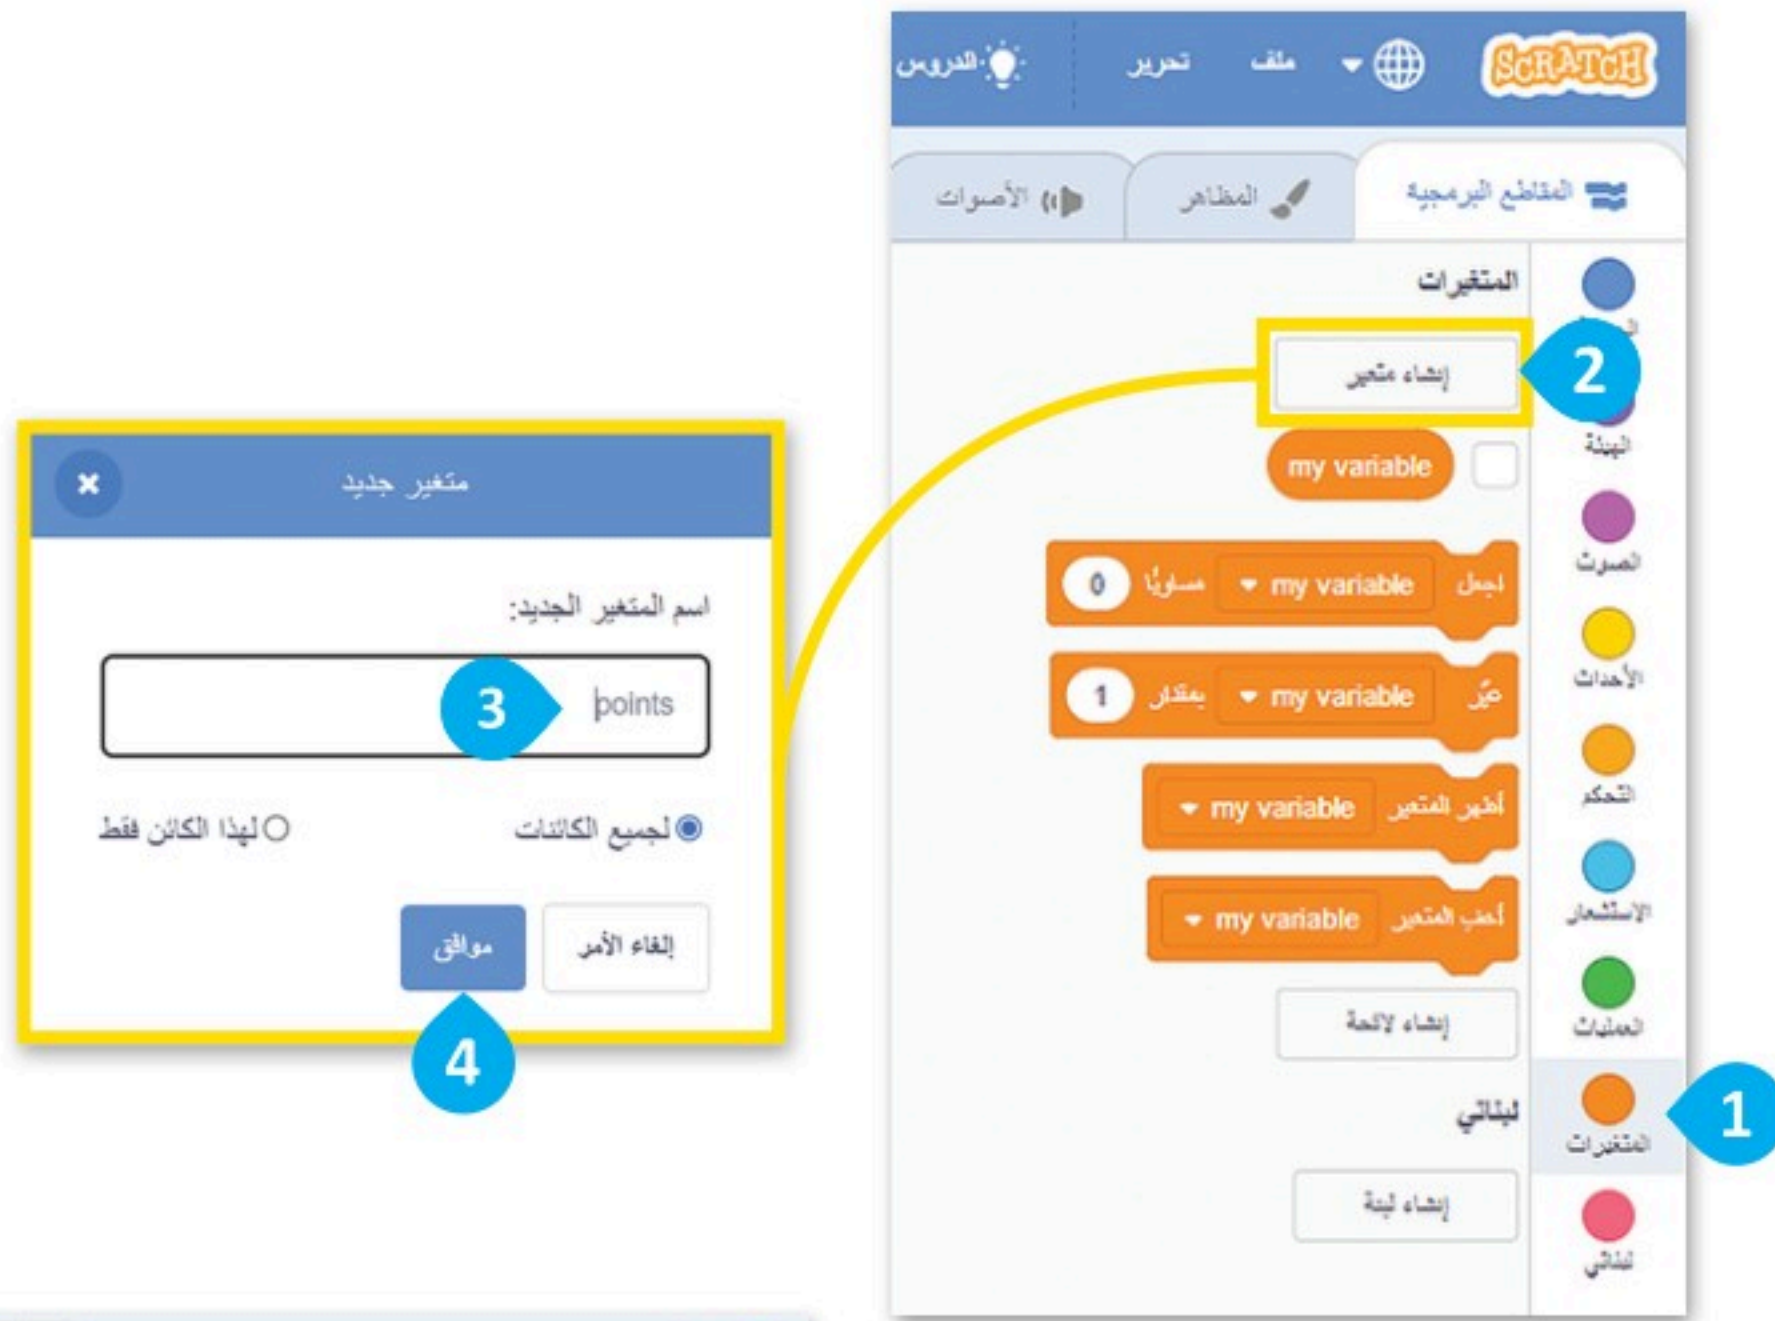 SCRATCH
ملف
تحرير
الدروس
المقاطع البرمجية
المظاهر
الأصوات
المتغيرات
إنشاء متغير
2
my variable
اجعل my variable مساويًا 0
غيّر my variable بمقدار 1
أظهر المتغير my variable
أخف المتغير my variable
إنشاء لائحة
لبناتي
إنشاء لبنة
الهيئة
الصوت
الأحداث
التحكم
الاستشعار
العمليات
المتغيرات
1
لبناتي
متغير جديد
اسم المتغير الجديد:
points
3
لجميع الكائنات
لهذا الكائن فقط
إلغاء الأمر
موافق
4